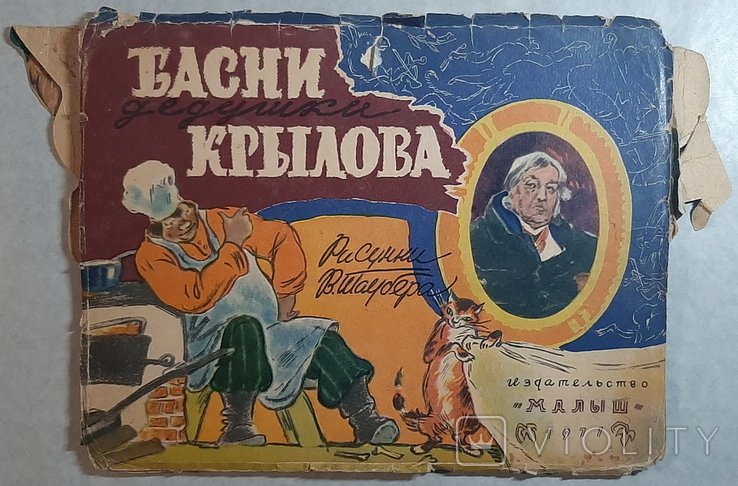 БАСНИ
дедушки
КРЫЛОВА
Рисунки
В. Таубера
издательство
"МАЛЫШ"
VIOLITY